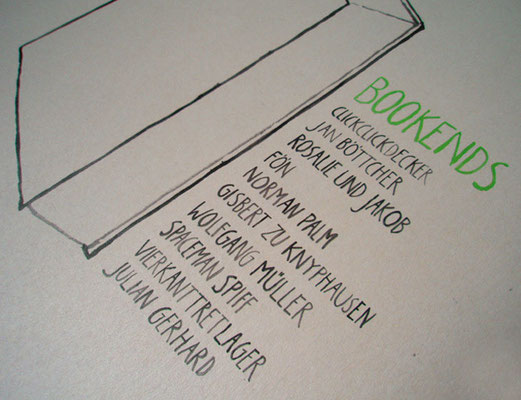 BOOKENDS
CLICKCLICKDECKER
JAN BÖTTCHER
ROSALIE UND JAKOB
FÖN
NORMAN PALM
GISBERT ZU KNYPHAUSEN
WOLFGANG MÜLLER
SPACEMAN SPIFF
VIERKANTTRETLAGER
JULIAN GERHARD